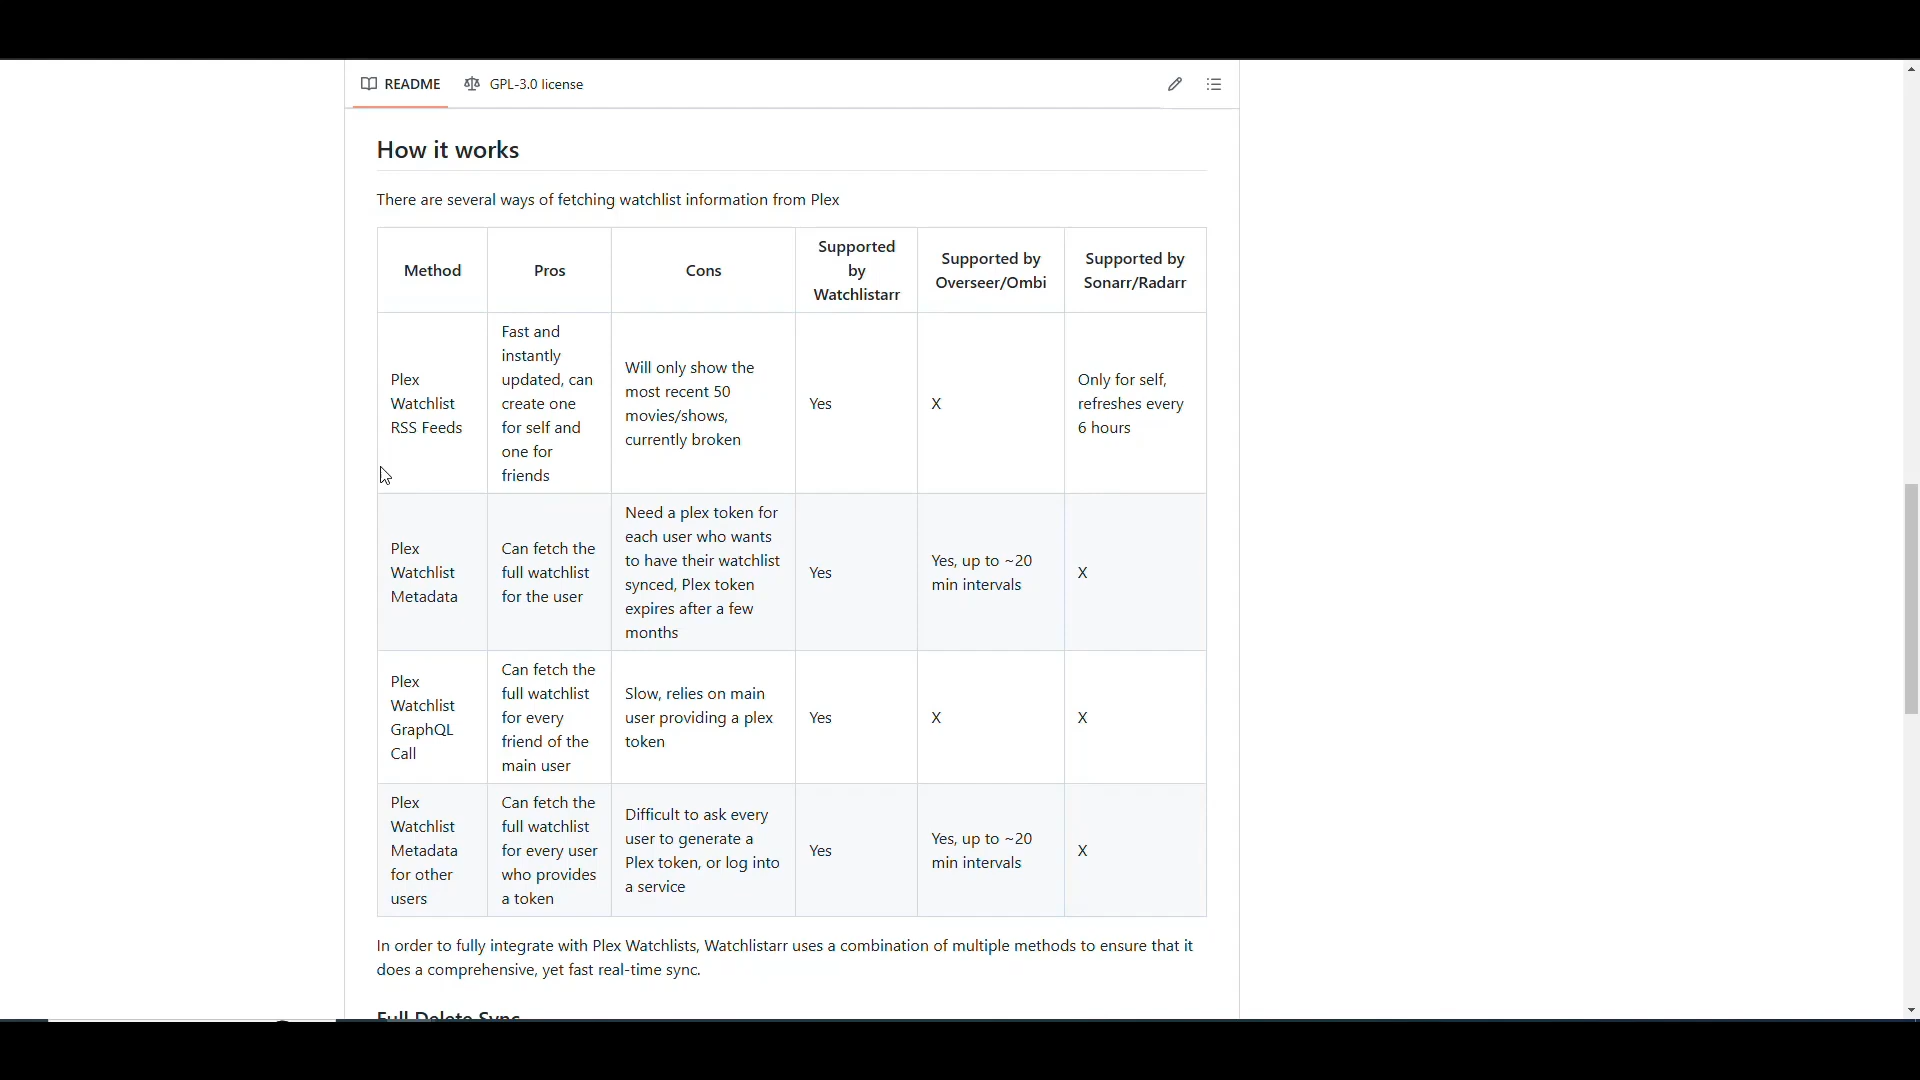 README
GPL-3.0 license
How it works
There are several ways of fetching watchlist information from Plex
Method
Pros
Cons
Supported
by
Watchlistarr
Supported by
Overseer/Ombi
Supported by
Sonarr/Radarr
Plex
Watchlist
RSS Feeds
Fast and
instantly
updated, can
create one
for self and
one for
friends
Will only show the
most recent 50
movies/shows,
currently broken
Yes
X
Only for self,
refreshes every
6 hours
Plex
Watchlist
Metadata
Can fetch the
full watchlist
for the user
Need a plex token for
each user who wants
to have their watchlist
synced, Plex token
expires after a few
months
Yes
Yes, up to ~20
min intervals
X
Plex
Watchlist
GraphQL
Call
Can fetch the
full watchlist
for every
friend of the
main user
Slow, relies on main
user providing a plex
token
Yes
X
X
Plex
Watchlist
Metadata
for other
users
Can fetch the
full watchlist
for every user
who provides
a token
Difficult to ask every
user to generate a
Plex token, or log into
a service
Yes
Yes, up to ~20
min intervals
X
In order to fully integrate with Plex Watchlists, Watchlistarr uses a combination of multiple methods to ensure that it
does a comprehensive, yet fast real-time sync.
Full Delete Sync